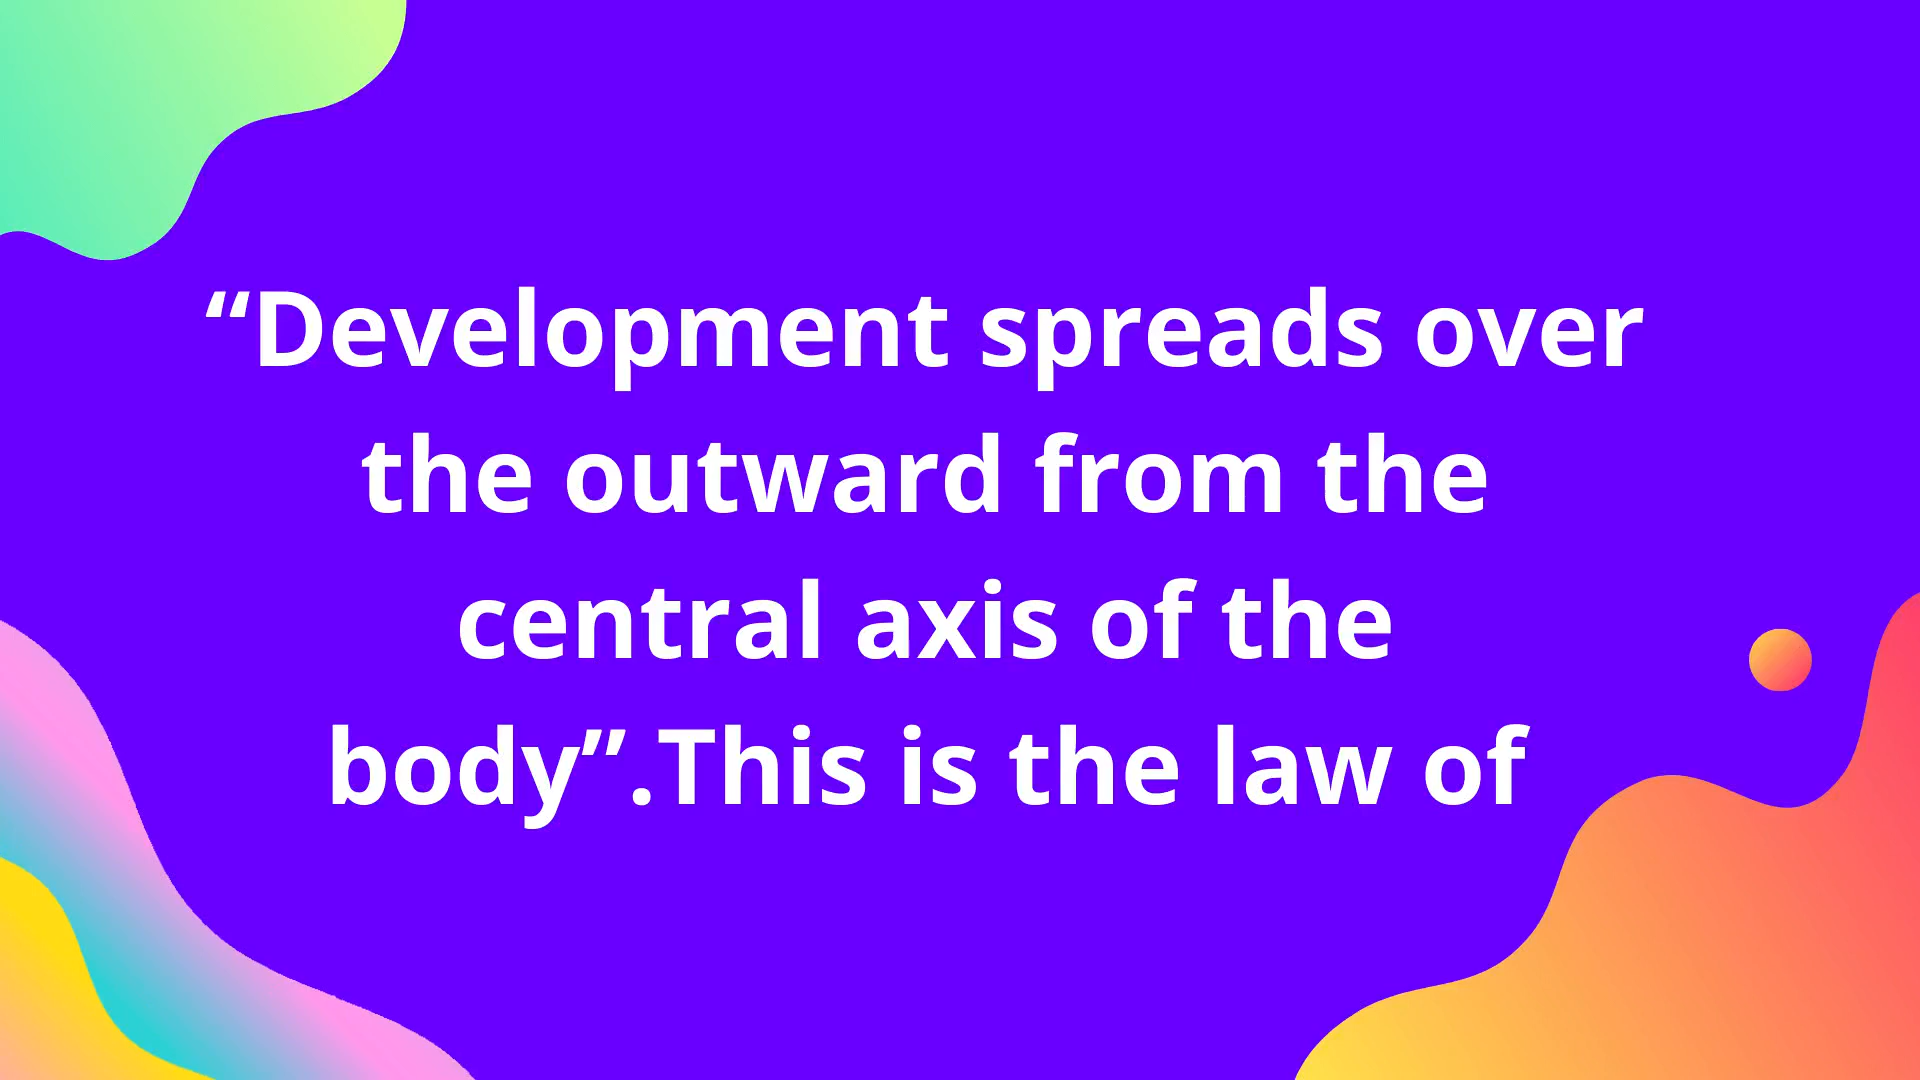 “Development spreads over
the outward from the
central axis of the
body”.This is the law of